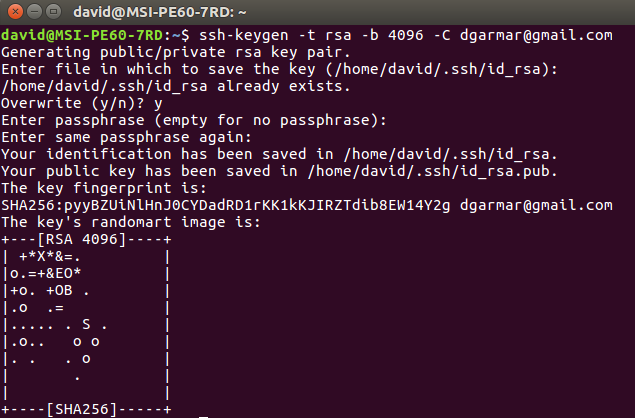 david@MSI-PE60-7RD: ~
david@MSI-PE60-7RD:~$ ssh-keygen -t rsa -b 4096 -C dgarmar@gmail.com
Generating public/private rsa key pair.
Enter file in which to save the key (/home/david/.ssh/id_rsa):
/home/david/.ssh/id_rsa already exists.
Overwrite (y/n)? y
Enter passphrase (empty for no passphrase):
Enter same passphrase again:
Your identification has been saved in /home/david/.ssh/id_rsa.
Your public key has been saved in /home/david/.ssh/id_rsa.pub.
The key fingerprint is:
SHA256:pyyBZUiNlHnJ0CYDadRD1rKK1kKJIRZTdib8EW14Y2g dgarmar@gmail.com
The key's randomart image is:
+---[RSA 4096]----+
| +*X*&=.         |
|o.=+&EO*         |
|+o. +OB .        |
|.o  .=           |
|..... . S .      |
|.o..   o o       |
|. .   . o        |
|       .         |
|                 |
+----[SHA256]-----+